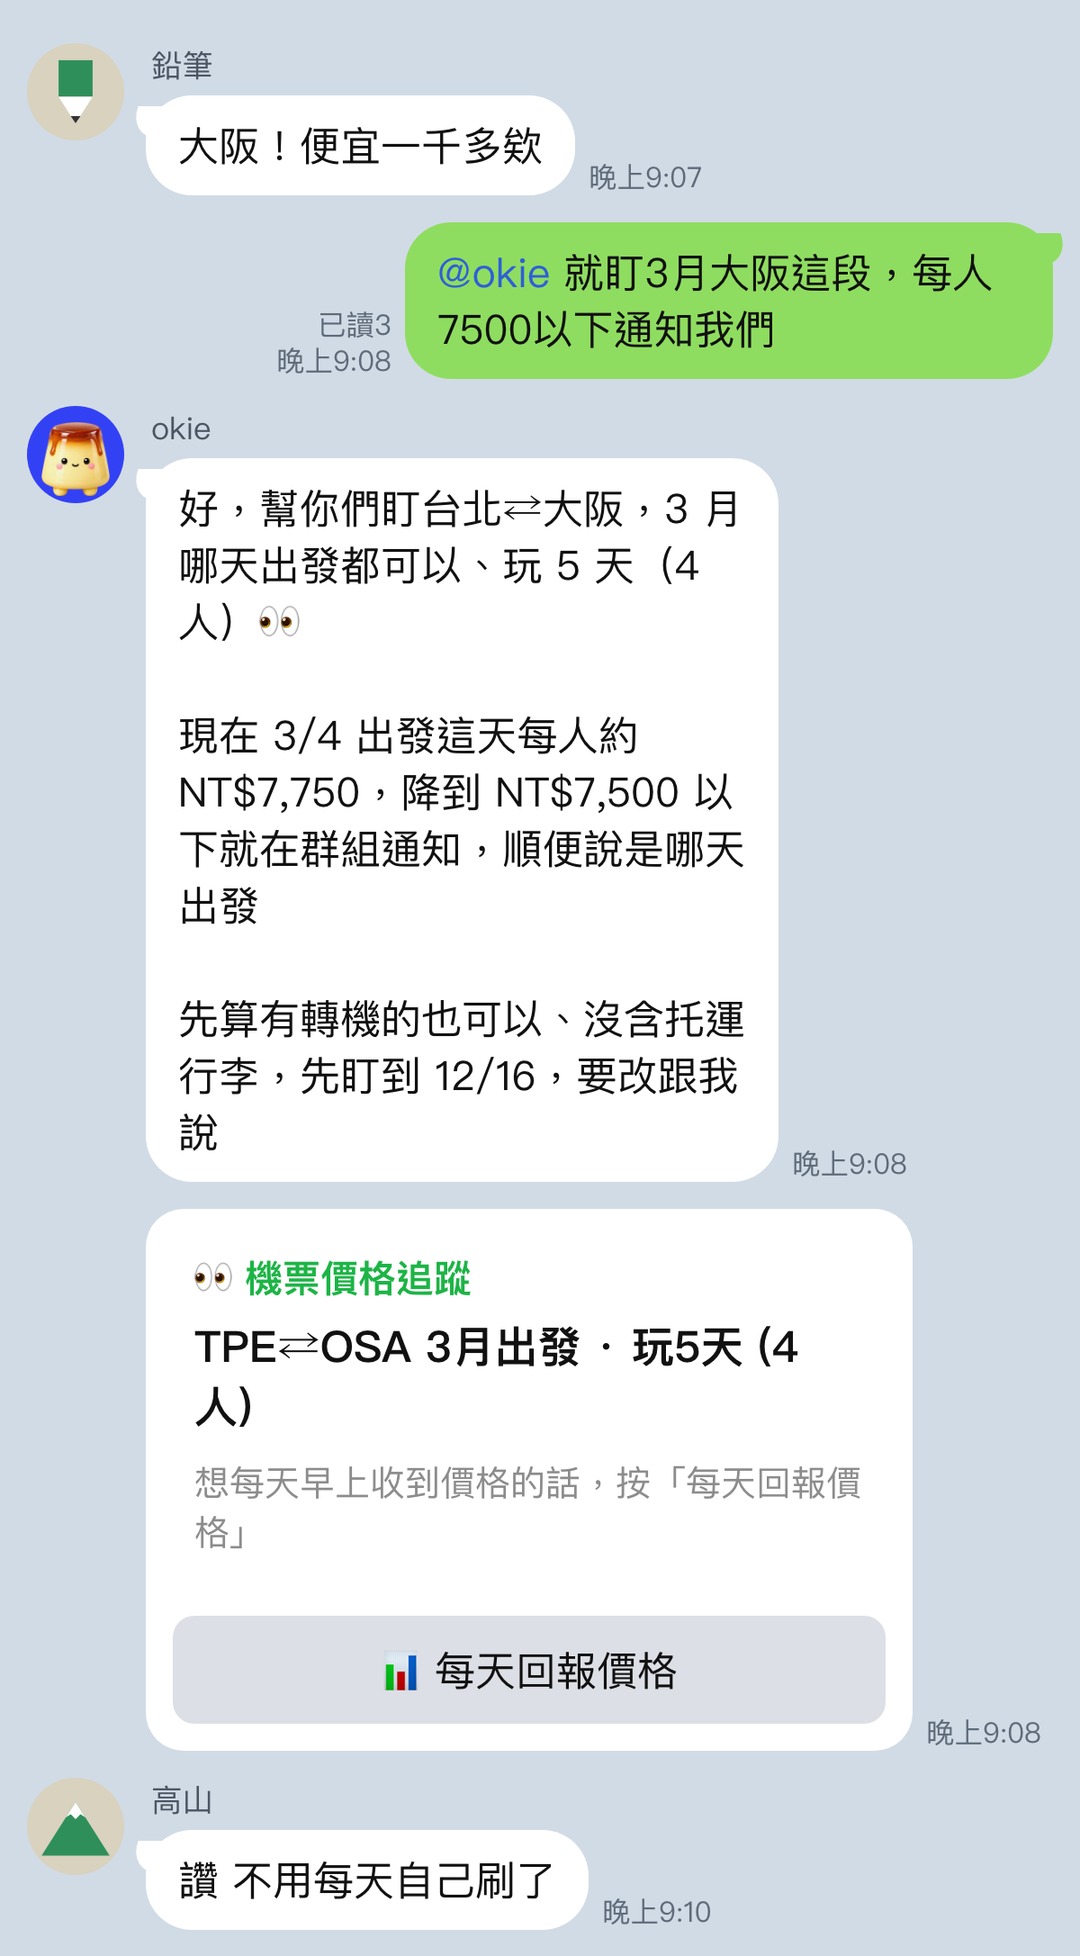 鉛筆
大阪！便宜一千多欸
晚上9:07
@okie 就盯3月大阪這段，每人
7500以下通知我們
已讀3
晚上9:08
okie
好，幫你們盯台北⇄大阪，3 月
哪天出發都可以、玩 5 天（4
人）👀
現在 3/4 出發這天每人約
NT$7,750，降到 NT$7,500 以
下就在群組通知，順便說是哪天
出發
先算有轉機的也可以、沒含托運
行李，先盯到 12/16，要改跟我
說
晚上9:08
👀 機票價格追蹤
TPE⇄OSA 3月出發 · 玩5天 (4
人)
想每天早上收到價格的話，按「每天回報價
格」
📊 每天回報價格
晚上9:08
高山
讚 不用每天自己刷了
晚上9:10